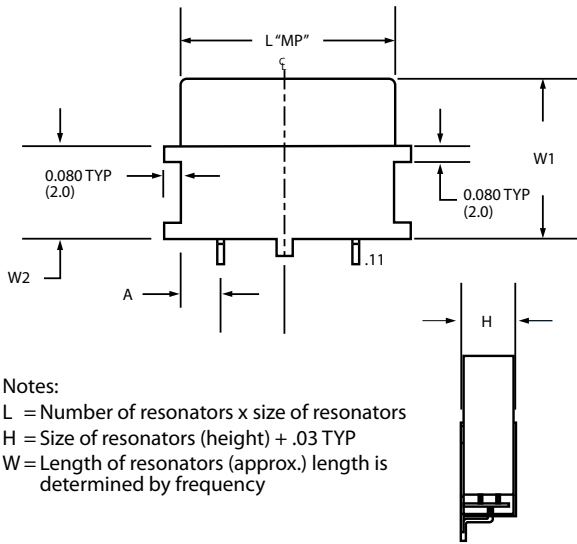 L “MP”
℄
W1
0.080 TYP
(2.0)
0.080 TYP
(2.0)
W2
.11
A
H
Notes:
L = Number of resonators x size of resonators
H = Size of resonators (height) + .03 TYP
W = Length of resonators (approx.) length is
determined by frequency